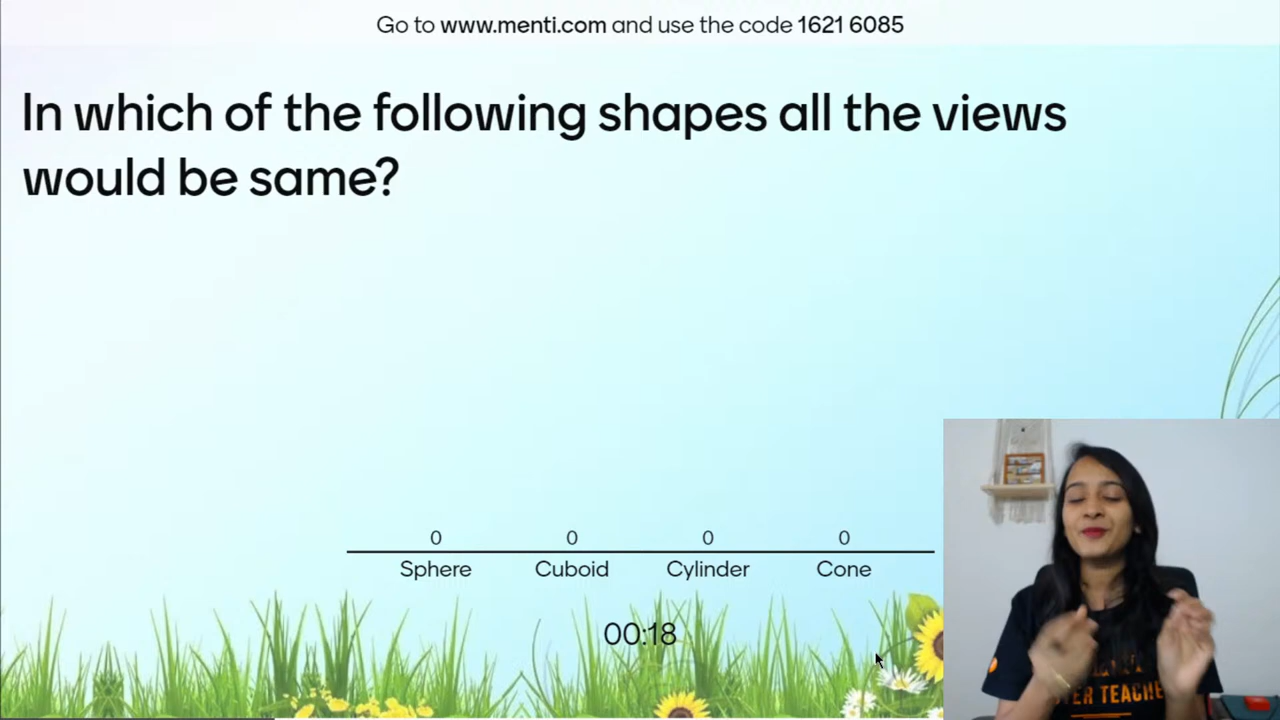 Go to www.menti.com and use the code 1621 6085
In which of the following shapes all the views
would be same?
0 0 0 0
Sphere Cuboid Cylinder Cone
00:18
TEACHE